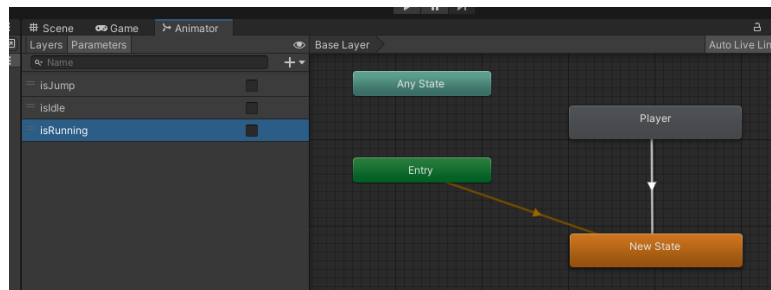 Scene Game Animator
Layers Parameters Base Layer Auto Live Lin
Name
Any State
isJump
isIdle
Player
isRunning
Entry
New State